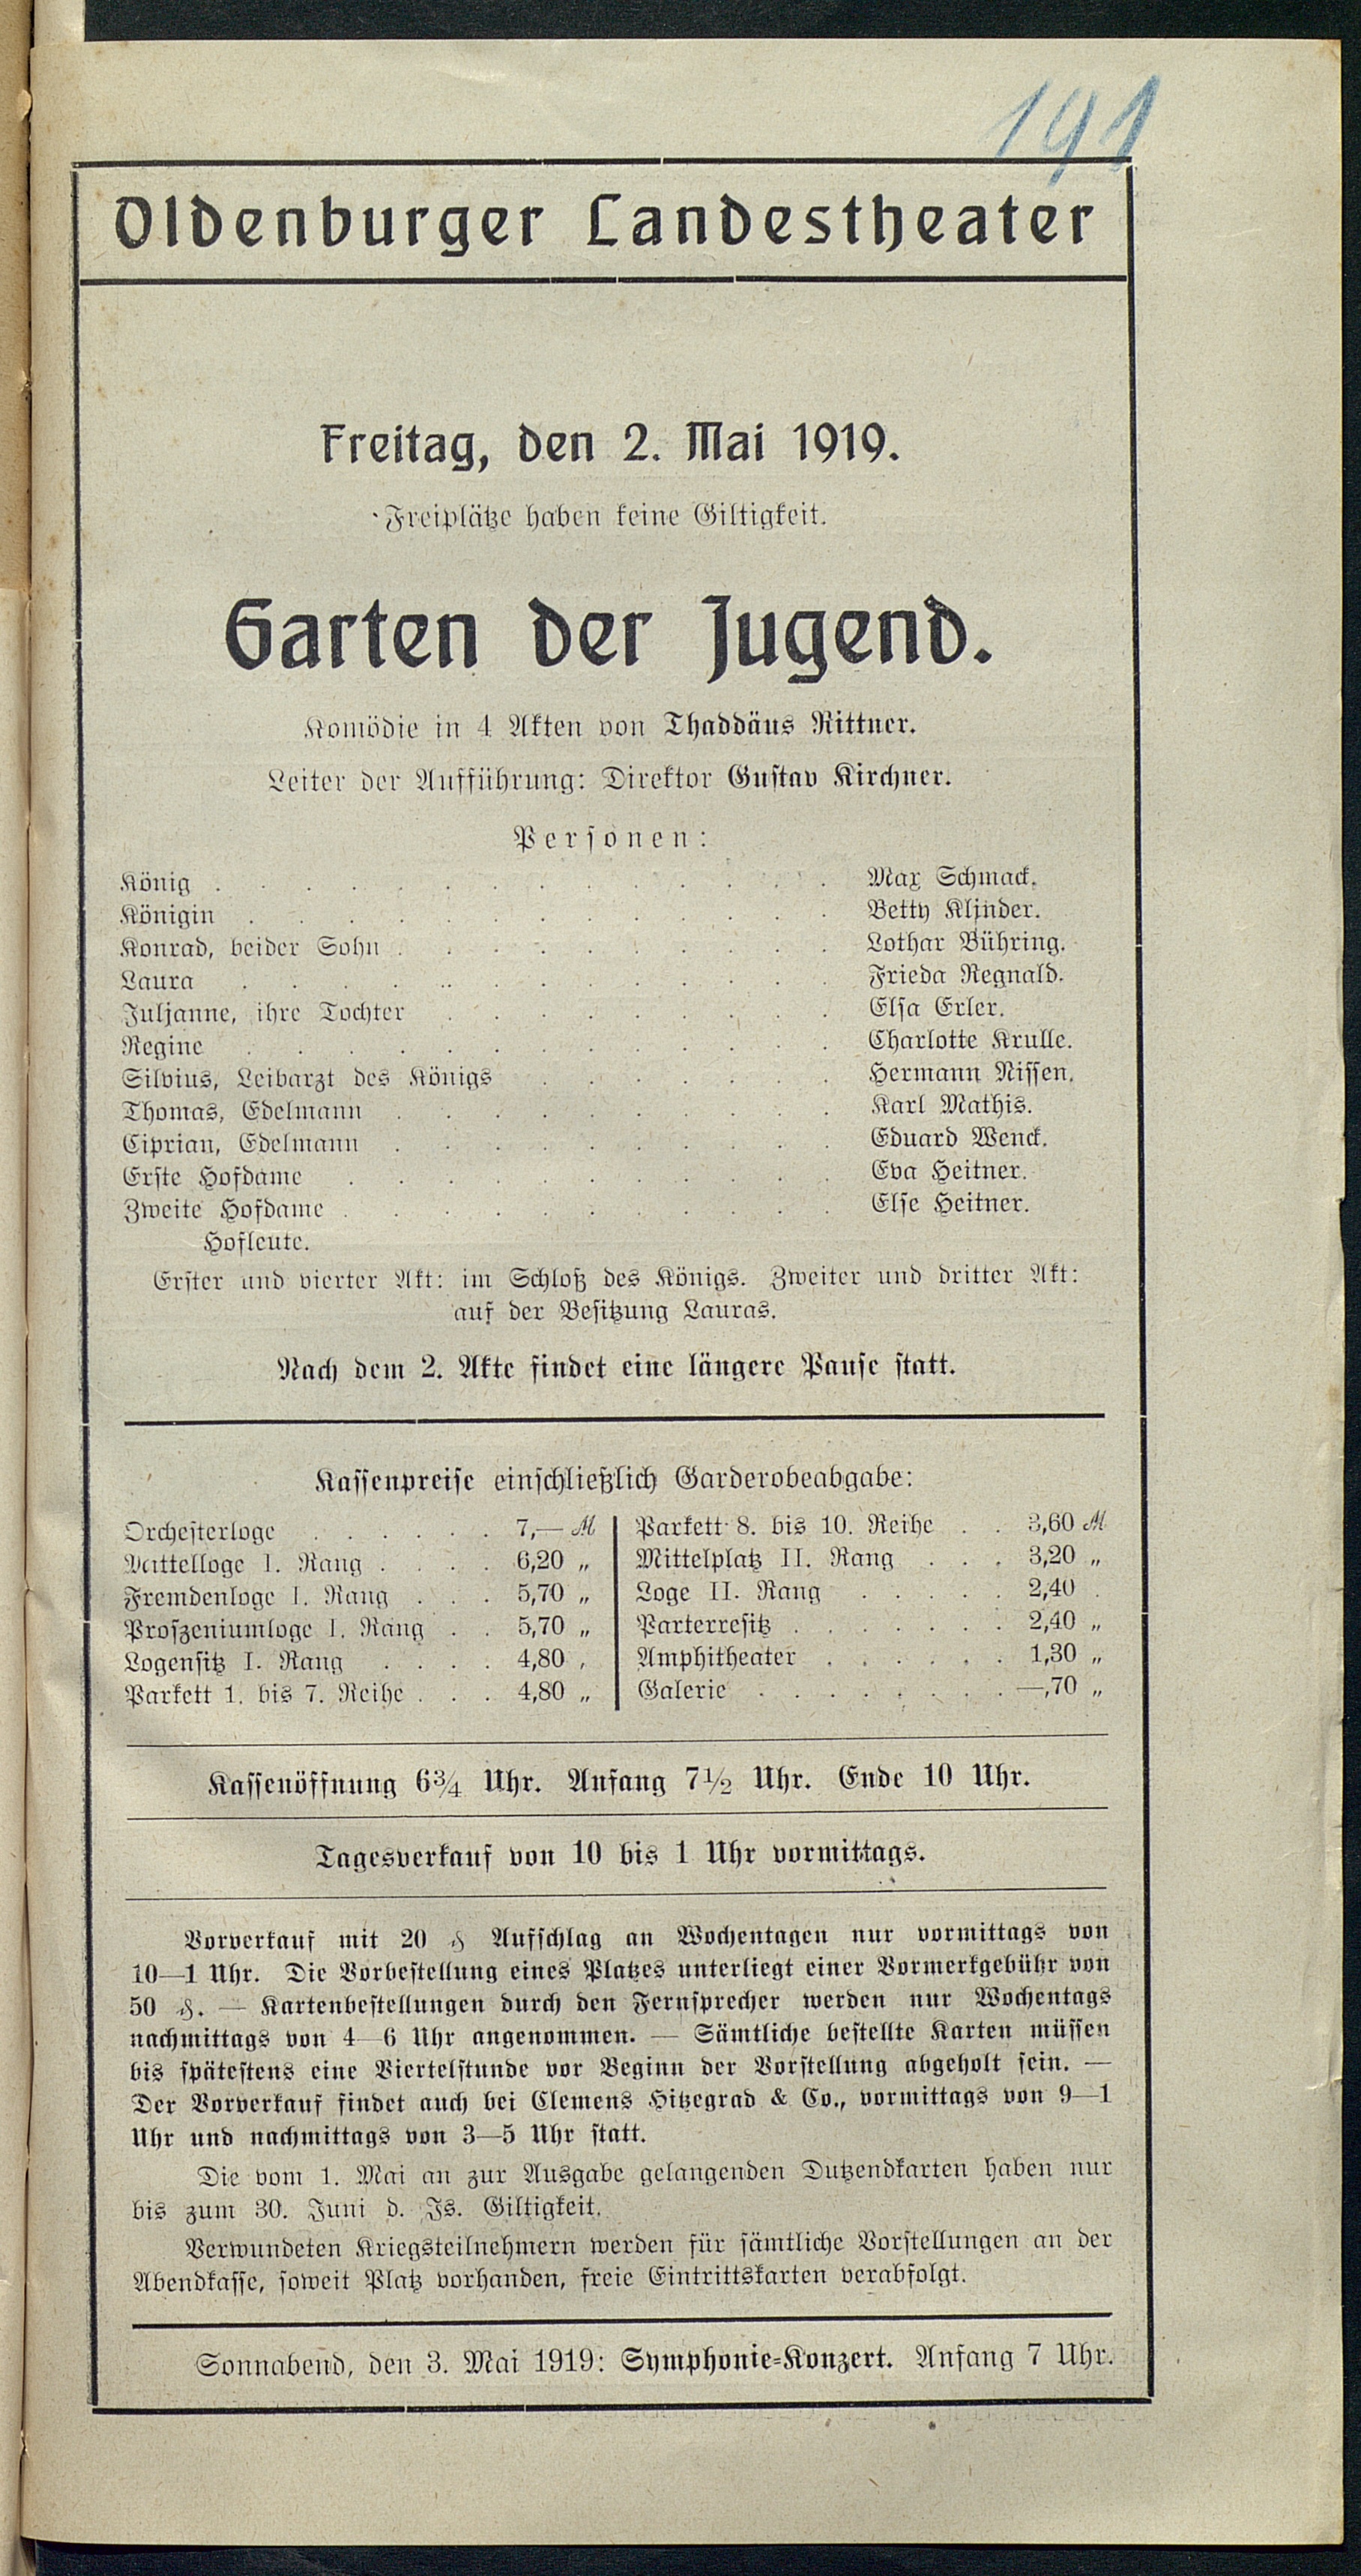 191
Oldenburger Landestheater
Freitag, den 2. Mai 1919.
Freiplätze haben keine Giltigkeit.
Garten der Jugend.
Komödie in 4 Akten von Thaddäus Rittner.
Leiter der Aufführung: Direktor Gustav Kirchner.
Personen:
König . . . . . . . . . . . . . Max Schmack.
Königin . . . . . . . . . . . . Betty Klinder.
Konrad, beider Sohn . . . . . . . . . Lothar Bühring.
Laura . . . . . . . . . . . . Frieda Regnald.
Juljanne, ihre Tochter . . . . . . . . . Elsa Erler.
Regine . . . . . . . . . . . . Charlotte Krulle.
Silvius, Leibarzt des Königs . . . . . . . Hermann Nissen.
Thomas, Edelmann . . . . . . . . . . Karl Mathis.
Ciprian, Edelmann . . . . . . . . . . Eduard Wenck.
Erste Hofdame . . . . . . . . . . . Eva Heitner.
Zweite Hofdame . . . . . . . . . . . Else Heitner.
Hofleute.
Erster und vierter Akt: im Schloß des Königs. Zweiter und dritter Akt:
auf der Besitzung Lauras.
Nach dem 2. Akte findet eine längere Pause statt.
Kassenpreise einschließlich Garderobeabgabe:
Orchesterloge . . . . . . 7,— ℳ
Mittelloge I. Rang . . . . 6,20 „
Fremdenloge I. Rang . . . 5,70 „
Proszeniumloge I. Rang . . 5,70 „
Logensitz I. Rang . . . . 4,80 „
Parkett 1. bis 7. Reihe . . . 4,80 „
Parkett 8. bis 10. Reihe . . 3,60 ℳ
Mittelplatz II. Rang . . . 3,20 „
Loge II. Rang . . . . . 2,40 .
Parterresitz . . . . . . . 2,40 „
Amphitheater . . . . . . 1,30 „
Galerie . . . . . . . . —,70 „
Kassenöffnung 6¾ Uhr. Anfang 7½ Uhr. Ende 10 Uhr.
Tagesverkauf von 10 bis 1 Uhr vormittags.
Vorverkauf mit 20 ₰ Aufschlag an Wochentagen nur vormittags von
10—1 Uhr. Die Vorbestellung eines Platzes unterliegt einer Vormerkgebühr von
50 ₰. — Kartenbestellungen durch den Fernsprecher werden nur Wochentags
nachmittags von 4—6 Uhr angenommen. — Sämtliche bestellte Karten müssen
bis spätestens eine Viertelstunde vor Beginn der Vorstellung abgeholt sein. —
Der Vorverkauf findet auch bei Clemens Hitzegrad & Co., vormittags von 9—1
Uhr und nachmittags von 3—5 Uhr statt.
Die vom 1. Mai an zur Ausgabe gelangenden Dutzendkarten haben nur
bis zum 30. Juni d. Js. Giltigkeit.
Verwundeten Kriegsteilnehmern werden für sämtliche Vorstellungen an der
Abendkasse, soweit Platz vorhanden, freie Eintrittskarten verabfolgt.
Sonnabend, den 3. Mai 1919: Symphonie-Konzert. Anfang 7 Uhr.